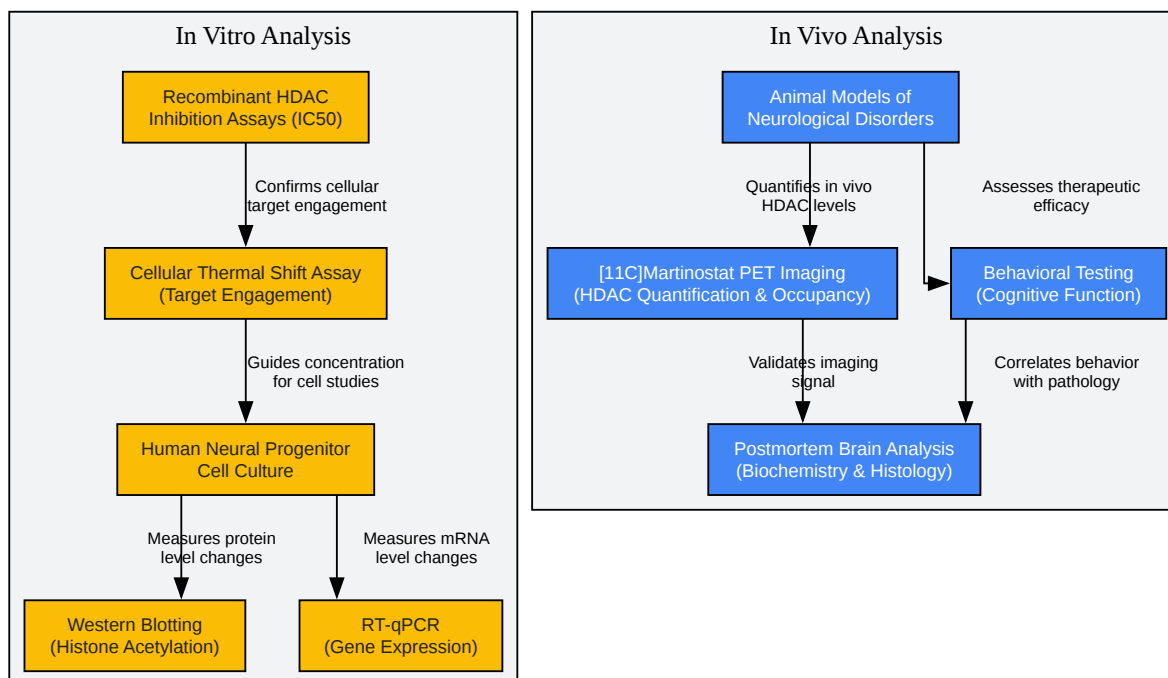 In Vitro Analysis
Recombinant HDAC
Inhibition Assays (IC50)
Confirms cellular
target engagement
Cellular Thermal Shift Assay
(Target Engagement)
Guides concentration
for cell studies
Human Neural Progenitor
Cell Culture
Measures protein
level changes
Measures mRNA
level changes
Western Blotting
(Histone Acetylation)
RT-qPCR
(Gene Expression)
In Vivo Analysis
Animal Models of
Neurological Disorders
Quantifies in vivo
HDAC levels
Assesses therapeutic
efficacy
[11C]Martinostat PET Imaging
(HDAC Quantification & Occupancy)
Behavioral Testing
(Cognitive Function)
Validates imaging
signal
Correlates behavior
with pathology
Postmortem Brain Analysis
(Biochemistry & Histology)